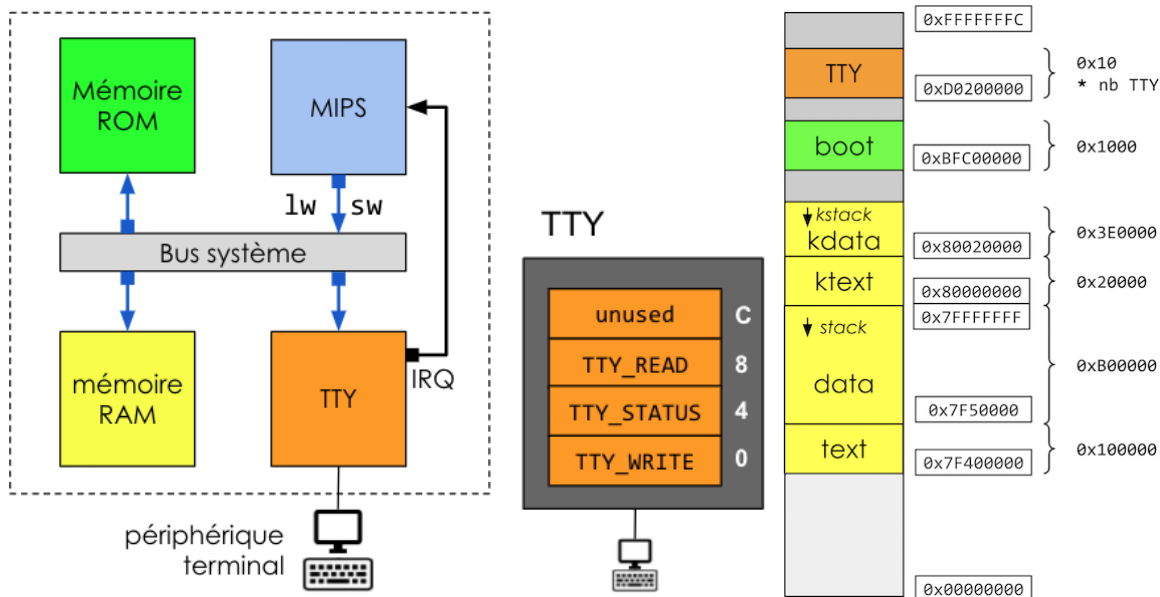 Mémoire
ROM
MIPS
lw sw
Bus système
mémoire
RAM
TTY
IRQ
périphérique
terminal
TTY
unused C
TTY_READ 8
TTY_STATUS 4
TTY_WRITE 0
0xFFFFFFFC
TTY
0xD0200000
0x10
* nb TTY
boot
0xBFC00000
0x1000
kstack
kdata
0x80020000
0x3E0000
ktext
0x80000000
0x20000
0x7FFFFFFF
stack
data
0x7F50000
0xB00000
text
0x7F400000
0x100000
0x00000000